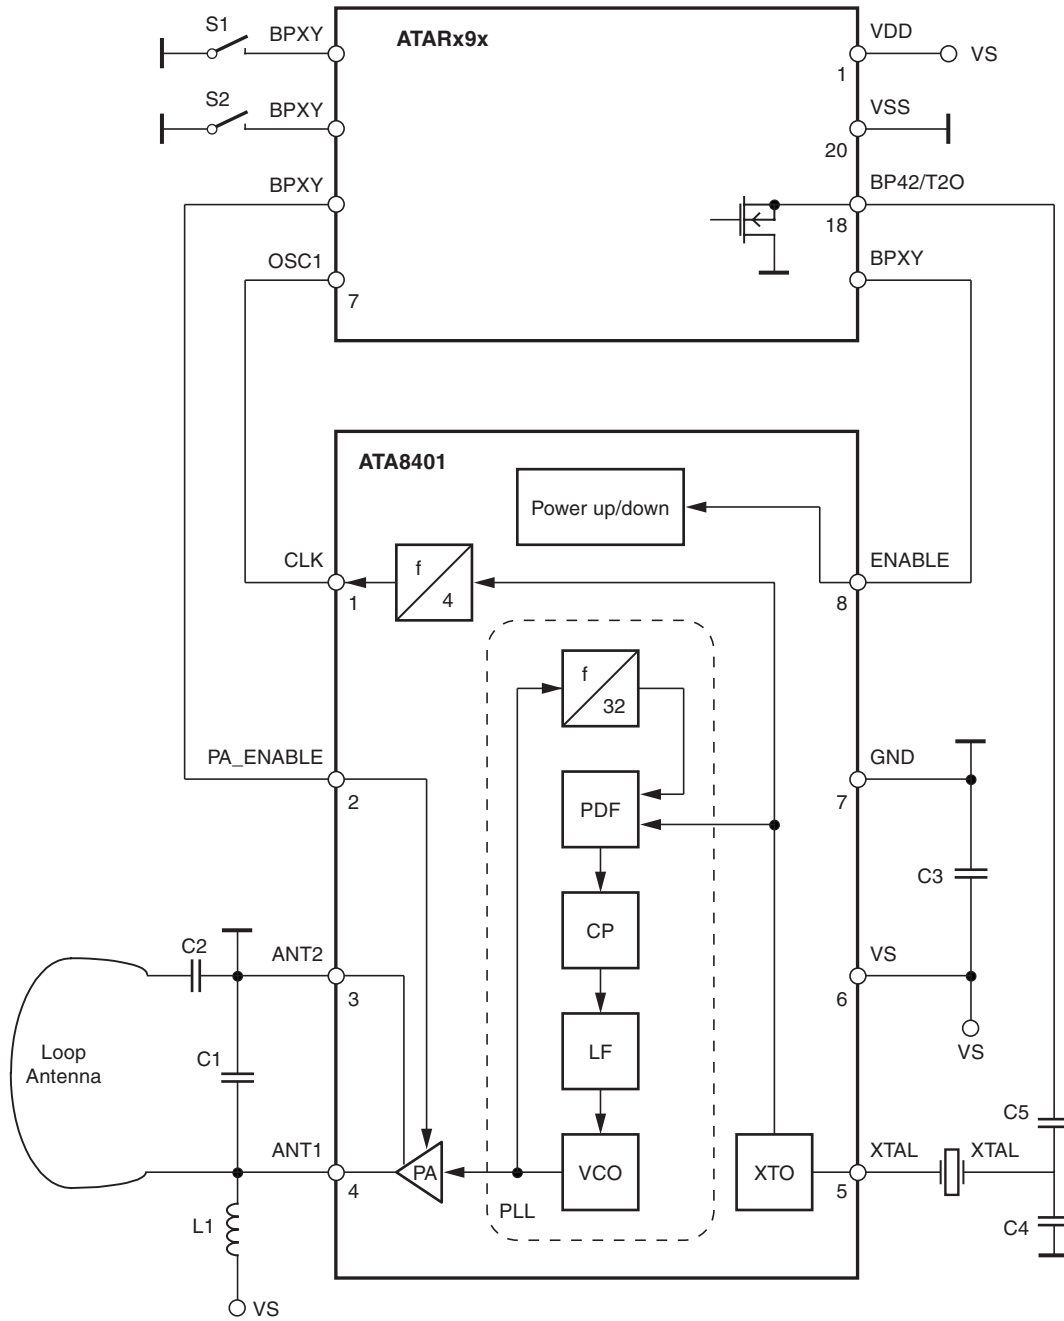 S1
BPXY
ATARx9x
VDD
1
VS
S2
BPXY
VSS
20
BPXY
BP42/T2O
18
OSC1
7
BPXY
ATA8401
Power up/down
CLK
1
f
4
ENABLE
8
f
32
PA_ENABLE
2
PDF
GND
7
C3
CP
C2
ANT2
3
VS
6
VS
Loop
Antenna
C1
LF
C5
ANT1
4
PA
VCO
XTO
XTAL
5
XTAL
PLL
L1
C4
VS